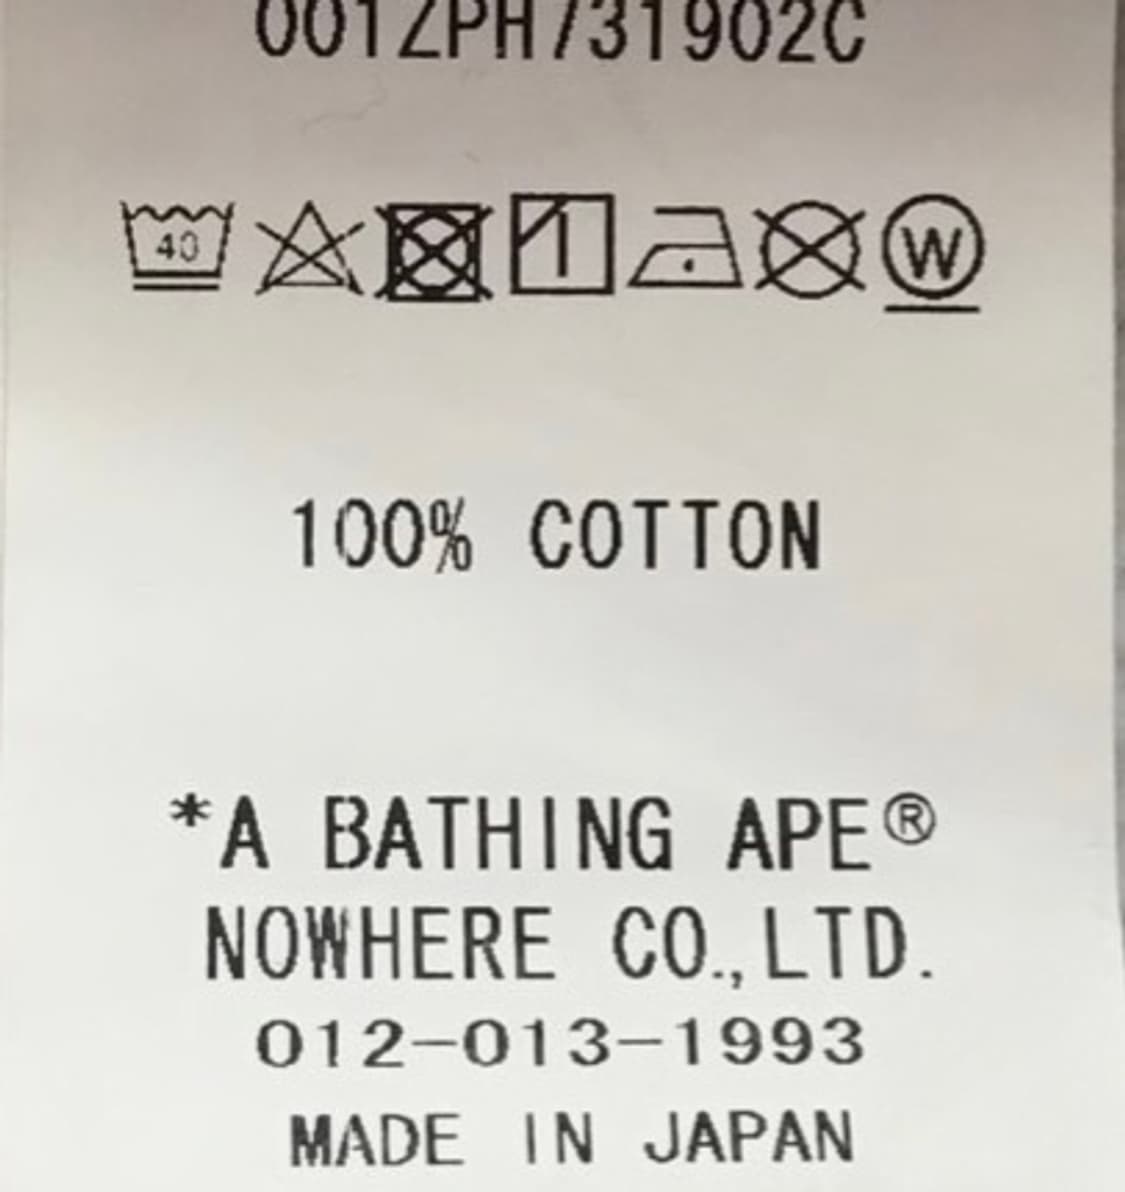 001ZPH731902C
40
W
100% COTTON
*A BATHING APE®
NOWHERE CO.,LTD.
012-013-1993
MADE IN JAPAN